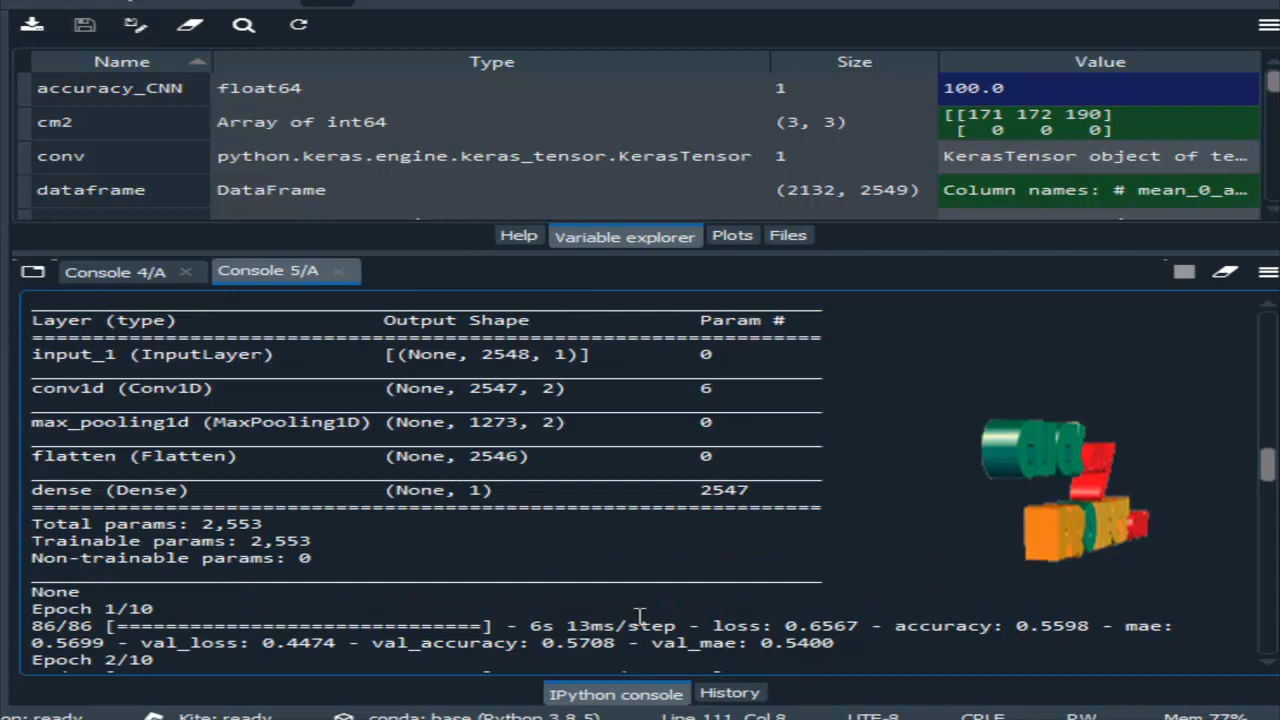 Name Type Size Value
accuracy_CNN float64 1 100.0
cm2 Array of int64 (3, 3) [[171 172 190]
[ 0 0 0]
conv python.keras.engine.keras_tensor.KerasTensor 1 KerasTensor object of te…
dataframe DataFrame (2132, 2549) Column names: # mean_0_a…
Help Variable explorer Plots Files
Console 4/A Console 5/A
Layer (type) Output Shape Param #
=================================================================
input_1 (InputLayer) [(None, 2548, 1)] 0
conv1d (Conv1D) (None, 2547, 2) 6
max_pooling1d (MaxPooling1D) (None, 1273, 2) 0
flatten (Flatten) (None, 2546) 0
dense (Dense) (None, 1) 2547
=================================================================
Total params: 2,553
Trainable params: 2,553
Non-trainable params: 0
None
Epoch 1/10
86/86 [==============================] - 6s 13ms/step - loss: 0.6567 - accuracy: 0.5598 - mae:
0.5699 - val_loss: 0.4474 - val_accuracy: 0.5708 - val_mae: 0.5400
Epoch 2/10
IPython console History
on: ready Kite: ready conda: base (Python 3.8.5) Line 111, Col 8 UTF-8 CRLF RW Mem 77%